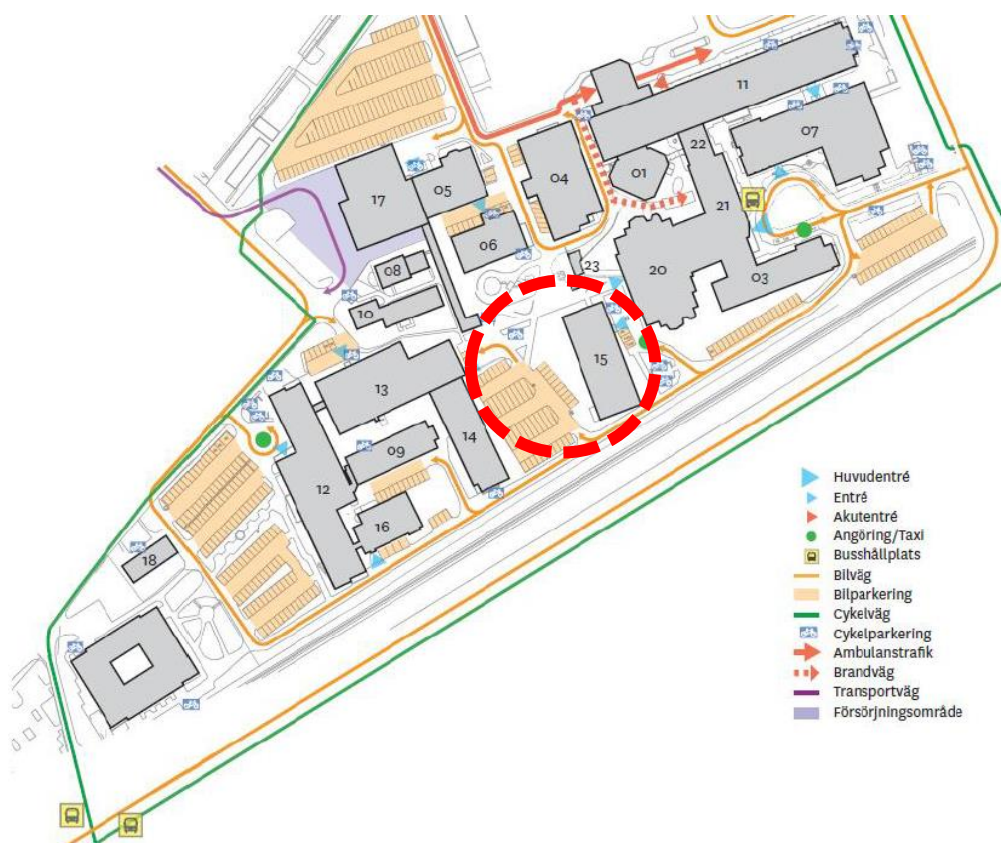 11
07
22
01
04
05
17
21
06
23
20
08
03
10
15
13
14
09
12
16
18
Huvudentré
Entré
Akutentré
Angöring/Taxi
Busshållplats
Bilväg
Bilparkering
Cykelväg
Cykelparkering
Ambulanstrafik
Brandväg
Transportväg
Försörjningsområde